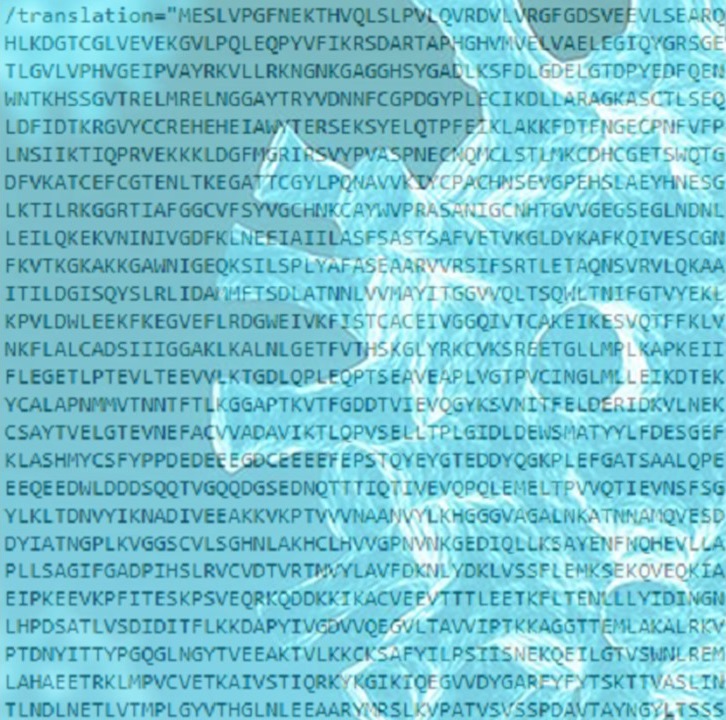 /translation="MESLVPGFNEKTHVQLSLPVLQVRDVLVRGFGDSVEEVLSEARQ
HLKDGTCGLVEVEKGVLPQLEQPYVFIKRSDARTAPHGHVMVELVAELEGIQYGRSGE
TLGVLVPHVGEIPVAYRKVLLRKNGNKGAGGHSYGADLKSFDLGDELGTDPYEDFQEN
WNTKHSSGVTRELMRELNGGAYTRYVDNNFCGPDGYPLECIKDLLARAGKASCTLSEQ
LDFIDTKRGVYCCREHEHEIAWYTERSEKSYELQTPFEIKLAKKFDTFNGECPNFVFP
LNSIIKTIQPRVEKKKLDGFMGRIRSVYPVASPNECNQMCLSTLMKCDHCGETSWQTG
DFVKATCEFCGTENLTKEGATTCGYLPQNAVVKIYCPACHNSEVGPEHSLAEYHNESG
LKTILRKGGRTIAFGGCVFSYVGCHNKCAYWVPRASANIGCNHTGVVGEGSEGLNDNL
LEILQKEKVNINIVGDFKLNEEIAIILASFSASTSAFVETVKGLDYKAFKQIVESCGN
FKVTKGKAKKGAWNIGEQKSILSPLYAFASEAARVVRSIFSRTLETAQNSVRVLQKAA
ITILDGISQYSLRLIDAMMFTSDLATNNLVVMAYITGGVVQLTSQWLTNIFGTVYEKL
KPVLDWLEEKFKEGVEFLRDGWEIVKFISTCACEIVGGQIVTCAKEIKESVQTFFKLV
NKFLALCADSIIIGGAKLKALNLGETFVTHSKGLYRKCVKSREETGLLMPLKAPKEII
FLEGETLPTEVLTEEVVLKTGDLQPLEQPTSEAVEAPLVGTPVCINGLMLLEIKDTEK
YCALAPNMMVTNNTFTLKGGAPTKVTFGDDTVIEVQGYKSVNITFELDERIDKVLNEK
CSAYTVELGTEVNEFACVVADAVIKTLQPVSELLTPLGIDLDEWSMATYYLFDESGEF
KLASHMYCSFYPPDEDEEEGDCEEEEFEPSTQYEYGTEDDYQGKPLEFGATSAALQPE
EEQEEDWLDDDSQQTVGQQDGSEDNQTTTIQTIVEVQPQLEMELTPVVQTIEVNSFSG
YLKLTDNVYIKNADIVEEAKKVKPTVVVNAANVYLKHGGGVAGALNKATNNAMQVESD
DYIATNGPLKVGGSCVLSGHNLAKHCLHVVGPNVNKGEDIQLLKSAYENFNQHEVLLA
PLLSAGIFGADPIHSLRVCVDTVRTNVYLAVFDKNLYDKLVSSFLEMKSEKQVEQKIA
EIPKEEVKPFITESKPSVEQRKQDDKKIKACVEEVTTTLEETKFLTENLLLYIDINGN
LHPDSATLVSDIDITFLKKDAPYIVGDVVQEGVLTAVVIPTKKAGGTTEMLAKALRKV
PTDNYITTYPGQGLNGYTVEEAKTVLKKCKSAFYILPSIISNEKQEILGTVSWNLREM
LAHAEETRKLMPVCVETKAIVSTIQRKYKGIKIQEGVVDYGARFYFYTSKTTVASLIN
TLNDLNETLVTMPLGYVTHGLNLEEAARYMRSLKVPATVSVSSPDAVTAYNGYLTSSS